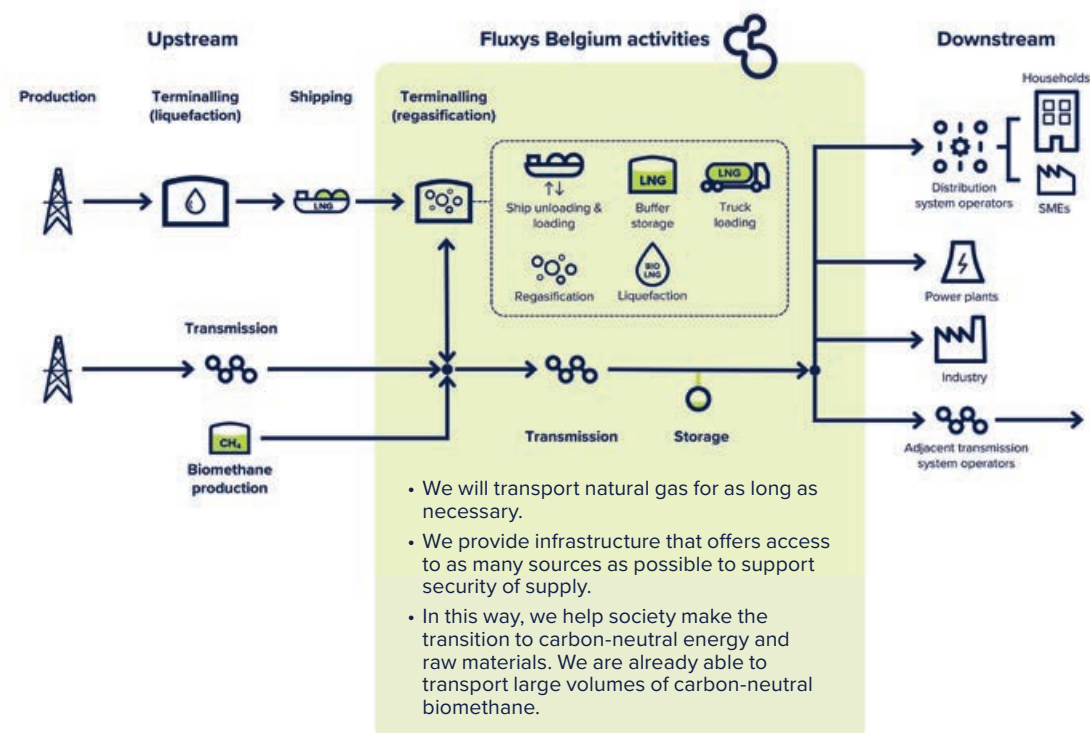 Upstream
Fluxys Belgium activities
Downstream
Production
Terminalling
(liquefaction)
Shipping
Terminalling
(regasification)
Households
LNG
LNG
LNG
Ship unloading &
loading
Buffer
storage
Truck
loading
Distribution
system operators
SMEs
BIO
LNG
Regasification
Liquefaction
Power plants
Transmission
Industry
CH₄
Biomethane
production
Transmission
Storage
Adjacent transmission
system operators
• We will transport natural gas for as long as
necessary.
• We provide infrastructure that offers access
to as many sources as possible to support
security of supply.
• In this way, we help society make the
transition to carbon-neutral energy and
raw materials. We are already able to
transport large volumes of carbon-neutral
biomethane.